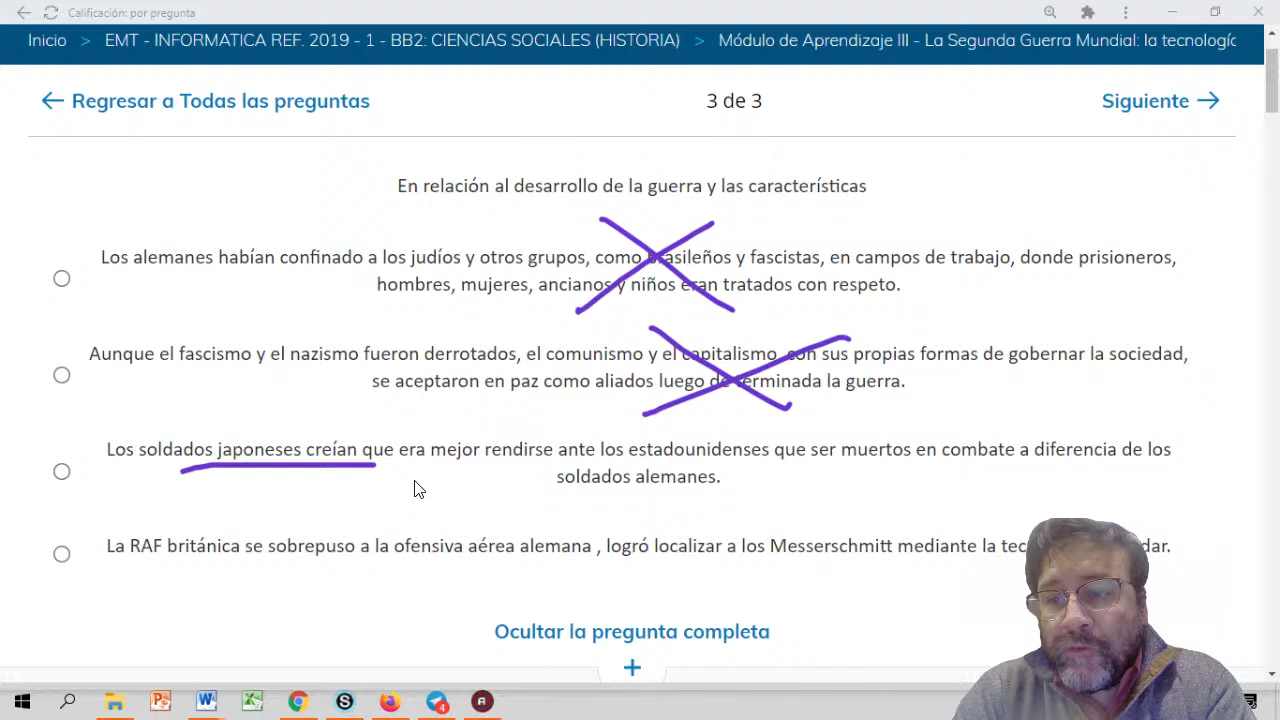 Calificación: por pregunta
Inicio > EMT - INFORMATICA REF. 2019 - 1 - BB2: CIENCIAS SOCIALES (HISTORIA) > Módulo de Aprendizaje III - La Segunda Guerra Mundial: la tecnologíc
Regresar a Todas las preguntas 3 de 3 Siguiente
En relación al desarrollo de la guerra y las características
Los alemanes habían confinado a los judíos y otros grupos, como brasileños y fascistas, en campos de trabajo, donde prisioneros,
hombres, mujeres, ancianos y niños eran tratados con respeto.
Aunque el fascismo y el nazismo fueron derrotados, el comunismo y el capitalismo, con sus propias formas de gobernar la sociedad,
se aceptaron en paz como aliados luego de terminada la guerra.
Los soldados japoneses creían que era mejor rendirse ante los estadounidenses que ser muertos en combate a diferencia de los
soldados alemanes.
La RAF británica se sobrepuso a la ofensiva aérea alemana , logró localizar a los Messerschmitt mediante la
Ocultar la pregunta completa
4